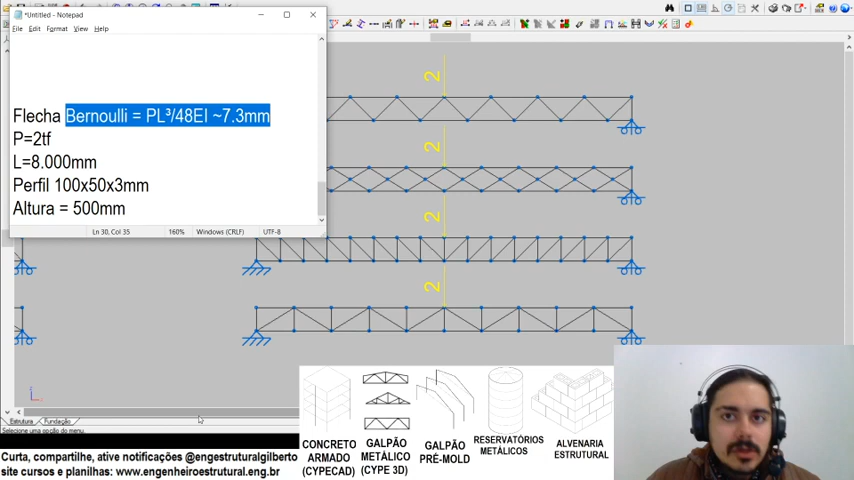 *Untitled - Notepad
File Edit Format View Help
Flecha Bernoulli = PL³/48EI ~7.3mm
P=2tf
L=8.000mm
Perfil 100x50x3mm
Altura = 500mm
Ln 30, Col 35 160% Windows (CRLF) UTF-8
2
2
2
2
Estrutura Fundação
Selecione uma opção do menu.
CONCRETO
ARMADO
(CYPECAD)
GALPÃO
METÁLICO
(CYPE 3D)
GALPÃO
PRÉ-MOLD
RESERVATÓRIOS
METÁLICOS
ALVENARIA
ESTRUTURAL
Curta, compartilhe, ative notificações @engestruturalgilberto
site cursos e planilhas: www.engenheiroestrutural.eng.br